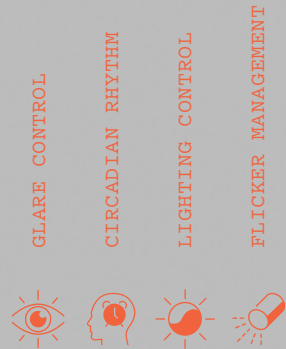 GLARE CONTROL
CIRCADIAN RHYTHM
LIGHTING CONTROL
FLICKER MANAGEMENT